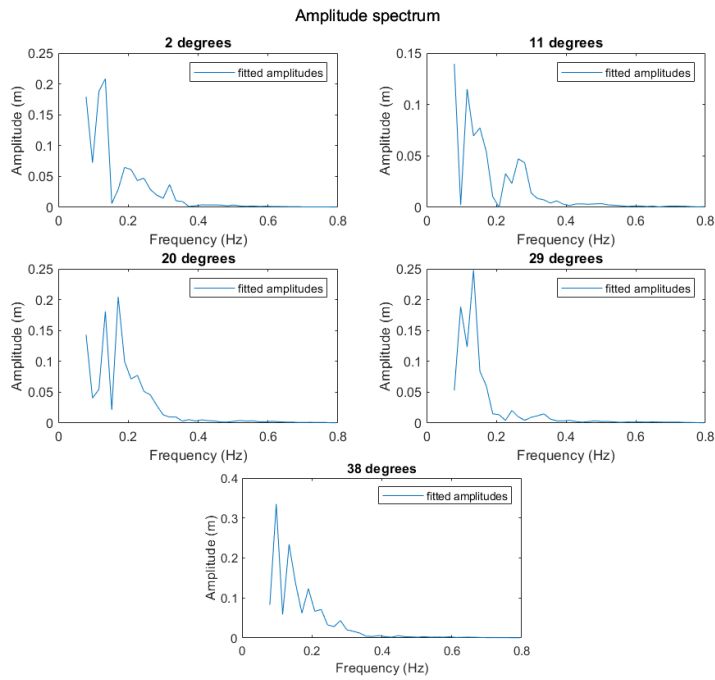 Amplitude spectrum
2 degrees
0.25
0.2
0.15
0.1
0.05
0
Amplitude (m)
fitted amplitudes
0 0.2 0.4 0.6 0.8
Frequency (Hz)
11 degrees
0.15
0.1
0.05
0
Amplitude (m)
fitted amplitudes
0 0.2 0.4 0.6 0.8
Frequency (Hz)
20 degrees
0.25
0.2
0.15
0.1
0.05
0
Amplitude (m)
fitted amplitudes
0 0.2 0.4 0.6 0.8
Frequency (Hz)
29 degrees
0.25
0.2
0.15
0.1
0.05
0
Amplitude (m)
fitted amplitudes
0 0.2 0.4 0.6 0.8
Frequency (Hz)
38 degrees
0.4
0.3
0.2
0.1
0
Amplitude (m)
fitted amplitudes
0 0.2 0.4 0.6 0.8
Frequency (Hz)